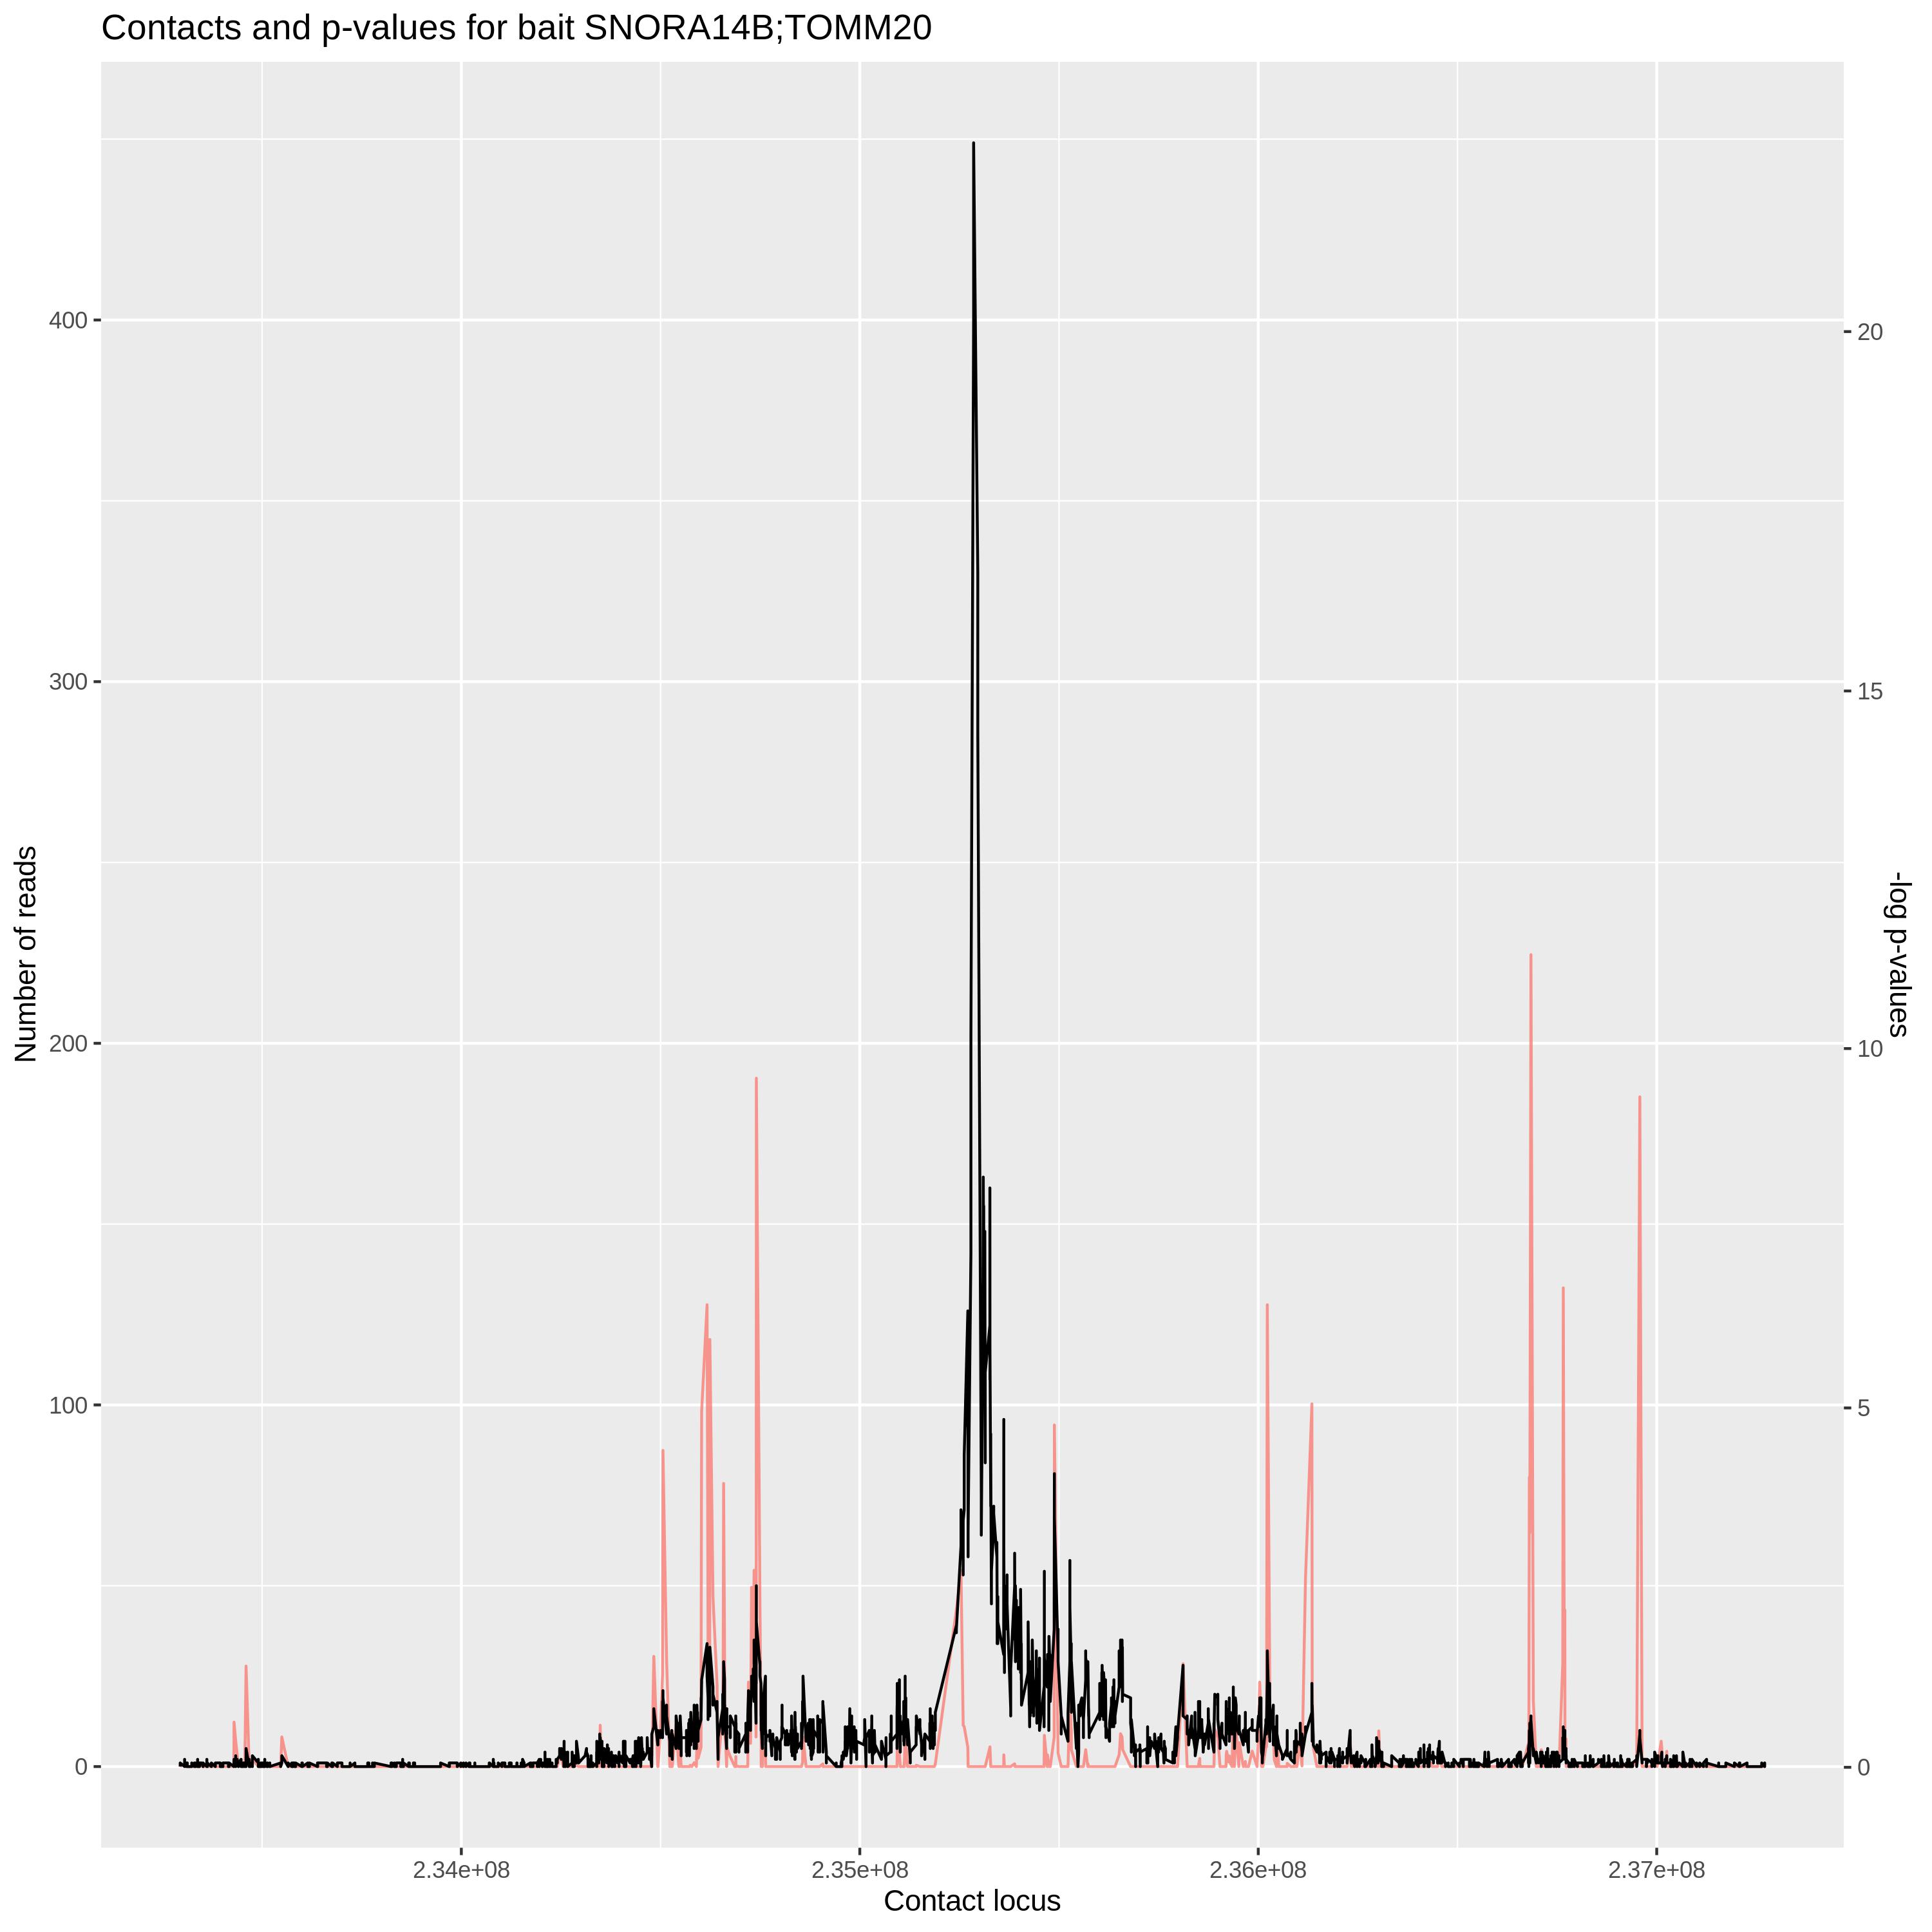 Contacts and p-values for bait SNORA14B;TOMM20
400
300
200
100
0
Number of reads
20
15
10
5
0
-log p-values
2.34e+08
2.35e+08
2.36e+08
2.37e+08
Contact locus